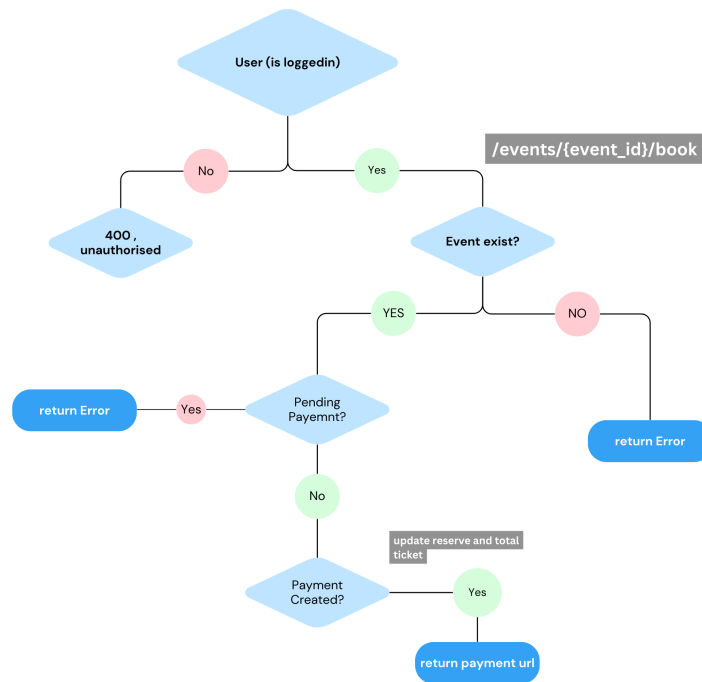 User (is loggedin)
/events/{event_id}/book
No
Yes
400 ,
unauthorised
Event exist?
YES
NO
return Error
Yes
Pending
Payemnt?
return Error
No
update reserve and total
ticket
Payment
Created?
Yes
return payment url